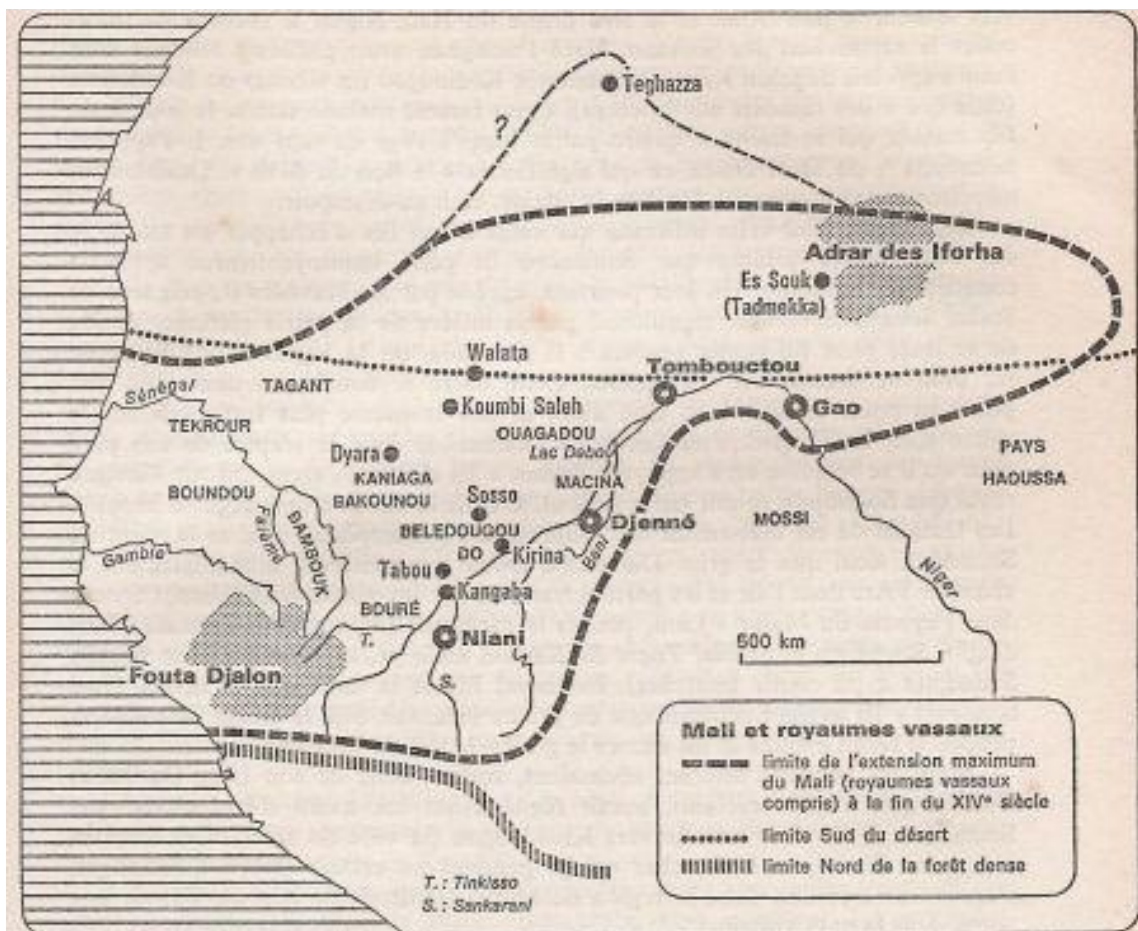 Teghazza
?
Adrar des Iforha
Es Souk
(Tadmekka)
Walata
Tombouctou
Sénégal
TAGANT
TEKROUR
Koumbi Saleh
Gao
OUAGADOU
Lac Debo
PAYS
HAOUSSA
Dyara
KANIAGA
BAKOUNOU
MACINA
BOUNDOU
Sosso
Djenné
MOSSI
BELEDOUGOU
Falémé
BAMBOUK
DO
Kirina
Bani
Gambie
Tabou
Kangaba
Niger
BOURÉ
T.
Niani
500 km
Fouta Djalon
S.
Mali et royaumes vassaux
limite de l'extension maximum
du Mali (royaumes vassaux
compris) à la fin du XIVe siècle
limite Sud du désert
limite Nord de la forêt dense
T. : Tinkisso
S. : Sankarani